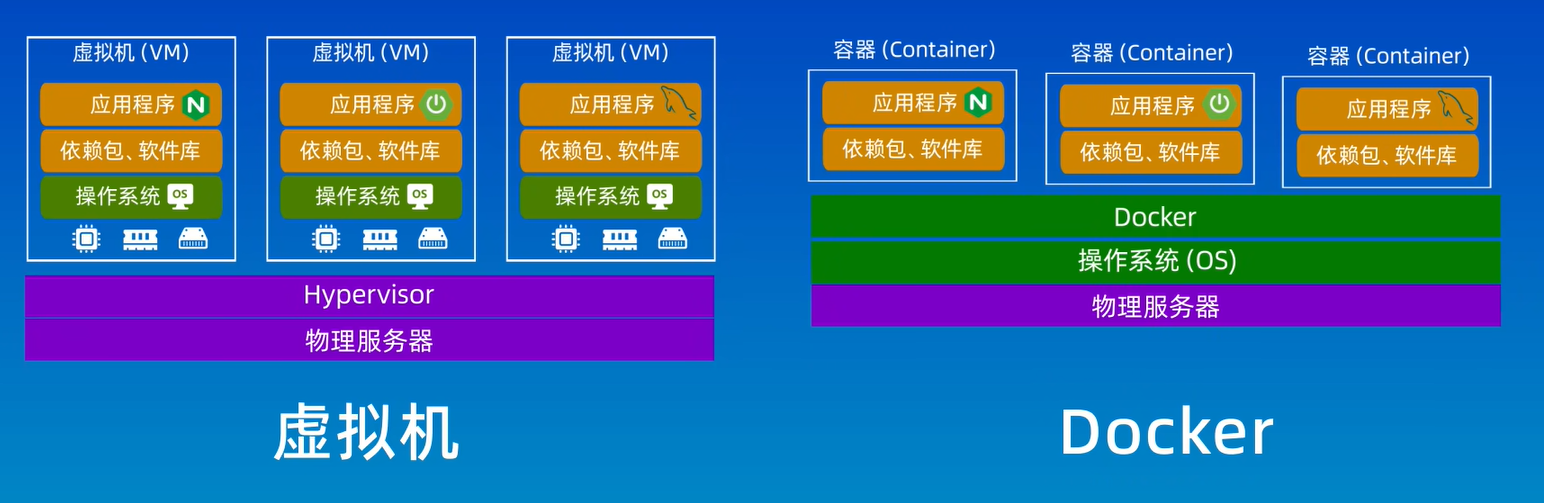 虚拟机 (VM)
应用程序 N
依赖包、软件库
操作系统 OS
虚拟机 (VM)
应用程序
依赖包、软件库
操作系统 OS
虚拟机 (VM)
应用程序
依赖包、软件库
操作系统 OS
Hypervisor
物理服务器
虚拟机
容器 (Container)
应用程序 N
依赖包、软件库
容器 (Container)
应用程序
依赖包、软件库
容器 (Container)
应用程序
依赖包、软件库
Docker
操作系统 (OS)
物理服务器
Docker